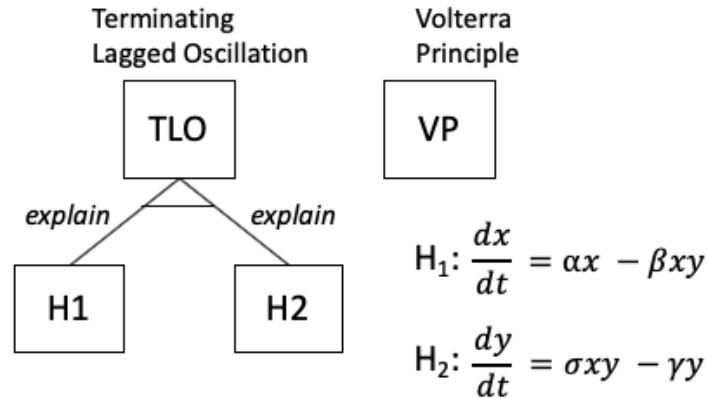 Terminating
Lagged Oscillation
Volterra
Principle
TLO
VP
explain
explain
H1
H2
H₁: dx/dt = αx − βxy
H₂: dy/dt = σxy − γy